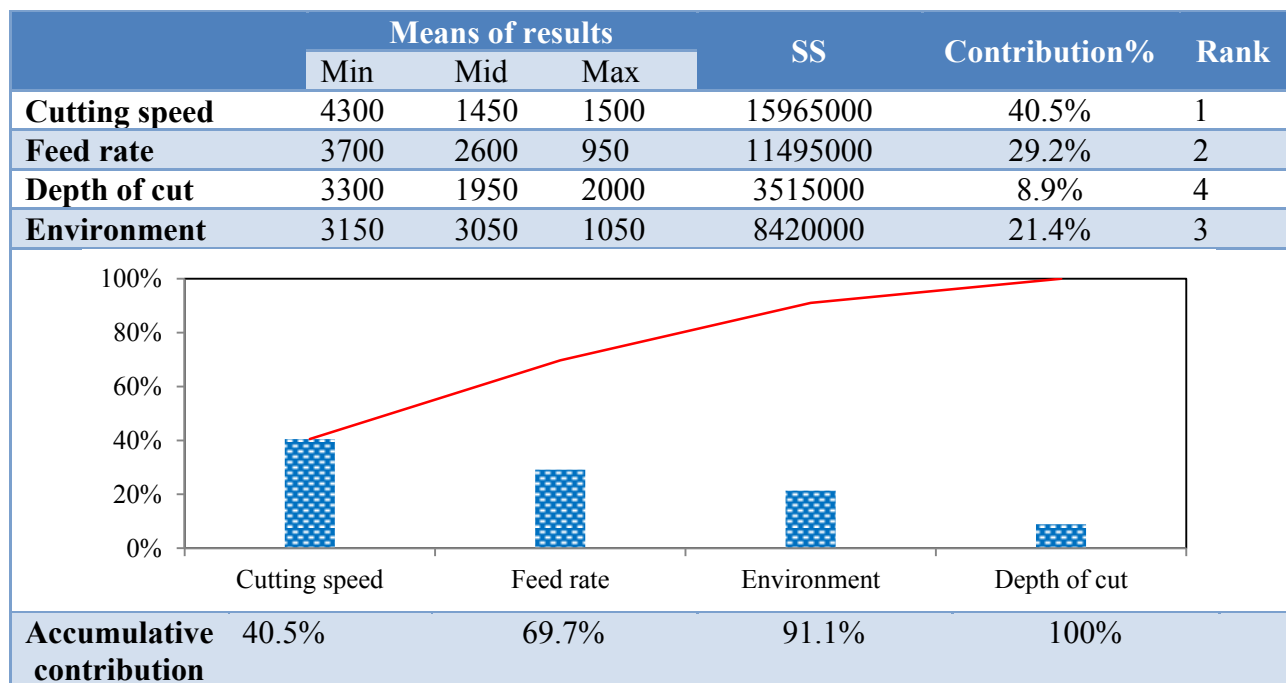 Means of results SS Contribution% Rank
Min Mid Max
Cutting speed 4300 1450 1500 15965000 40.5% 1
Feed rate 3700 2600 950 11495000 29.2% 2
Depth of cut 3300 1950 2000 3515000 8.9% 4
Environment 3150 3050 1050 8420000 21.4% 3
100%
80%
60%
40%
20%
0%
Cutting speed Feed rate Environment Depth of cut
Accumulative 40.5% 69.7% 91.1% 100%
contribution